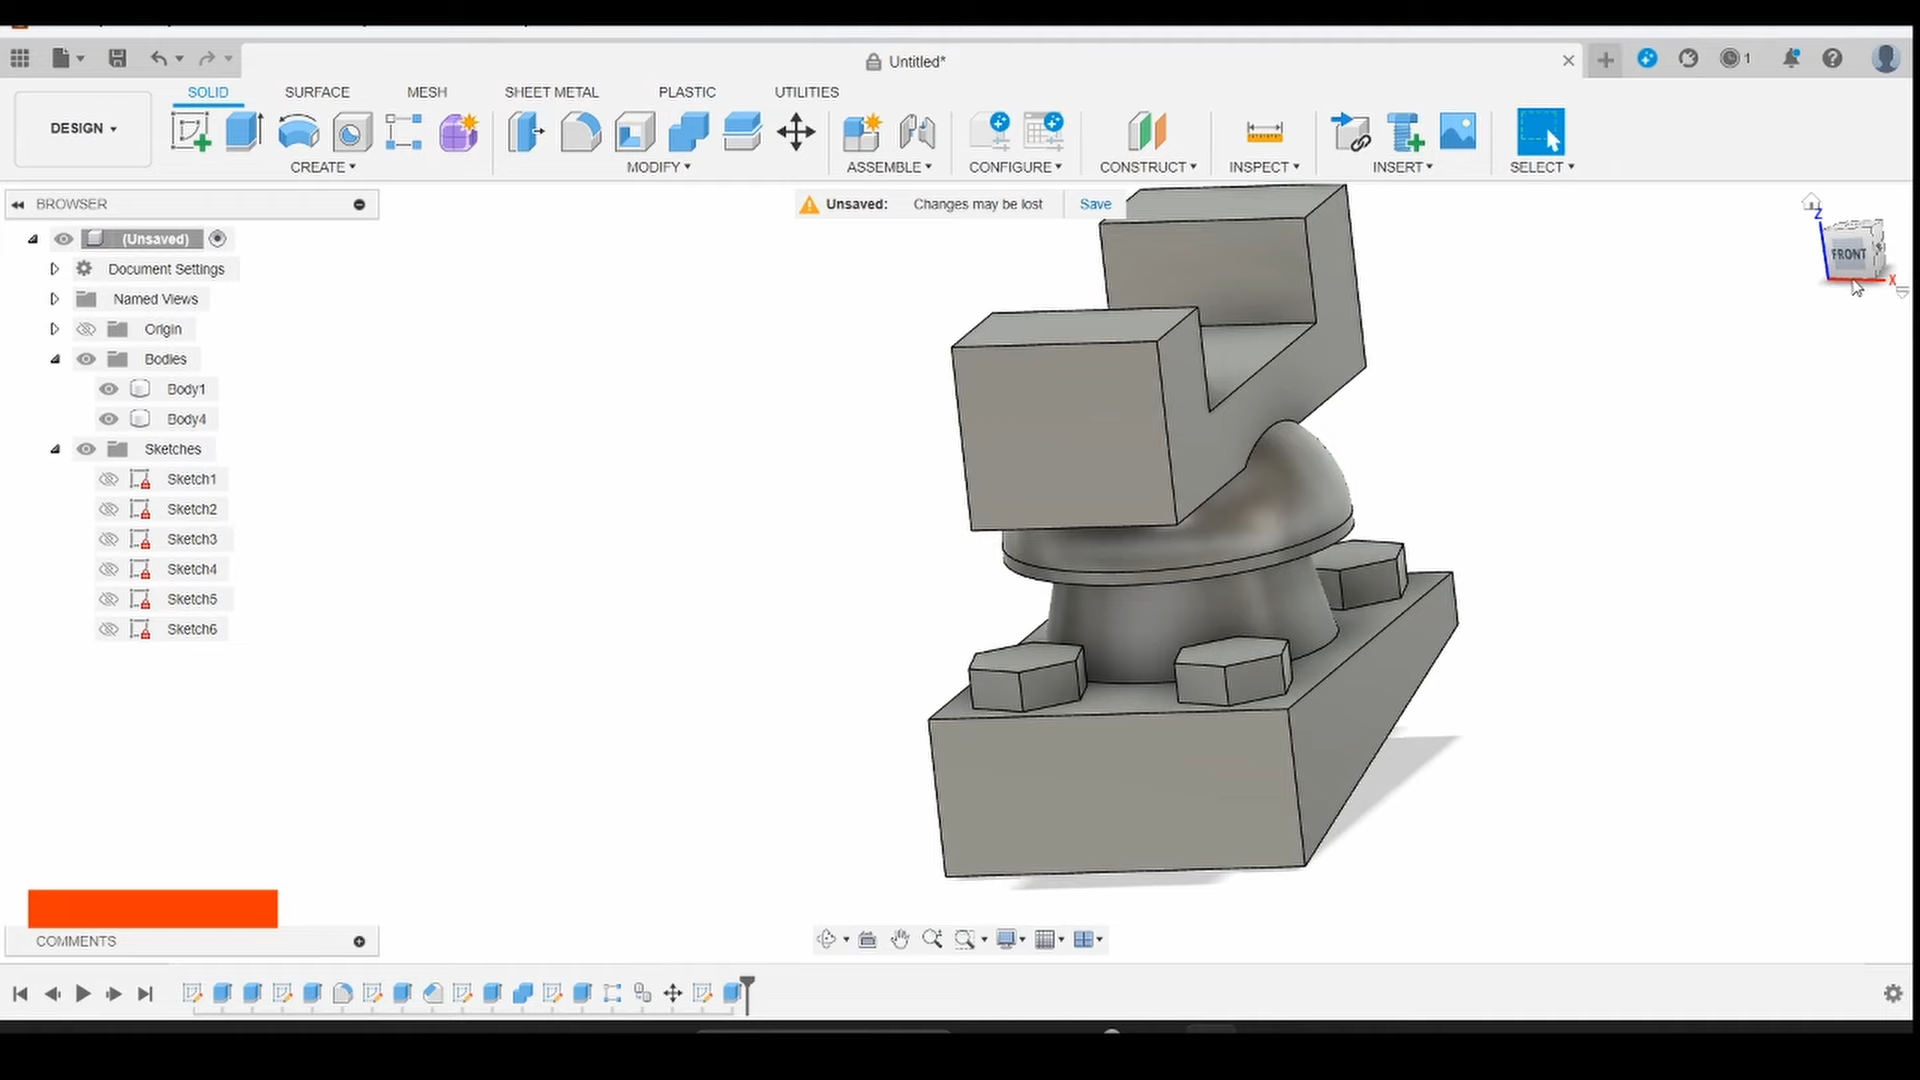 Untitled*
1
DESIGN
SOLID SURFACE MESH SHEET METAL PLASTIC UTILITIES
CREATE MODIFY ASSEMBLE CONFIGURE CONSTRUCT INSPECT INSERT SELECT
BROWSER
Unsaved: Changes may be lost Save
(Unsaved)
Document Settings
Named Views
Origin
Bodies
Body1
Body4
Sketches
Sketch1
Sketch2
Sketch3
Sketch4
Sketch5
Sketch6
Z
FRONT
X
COMMENTS